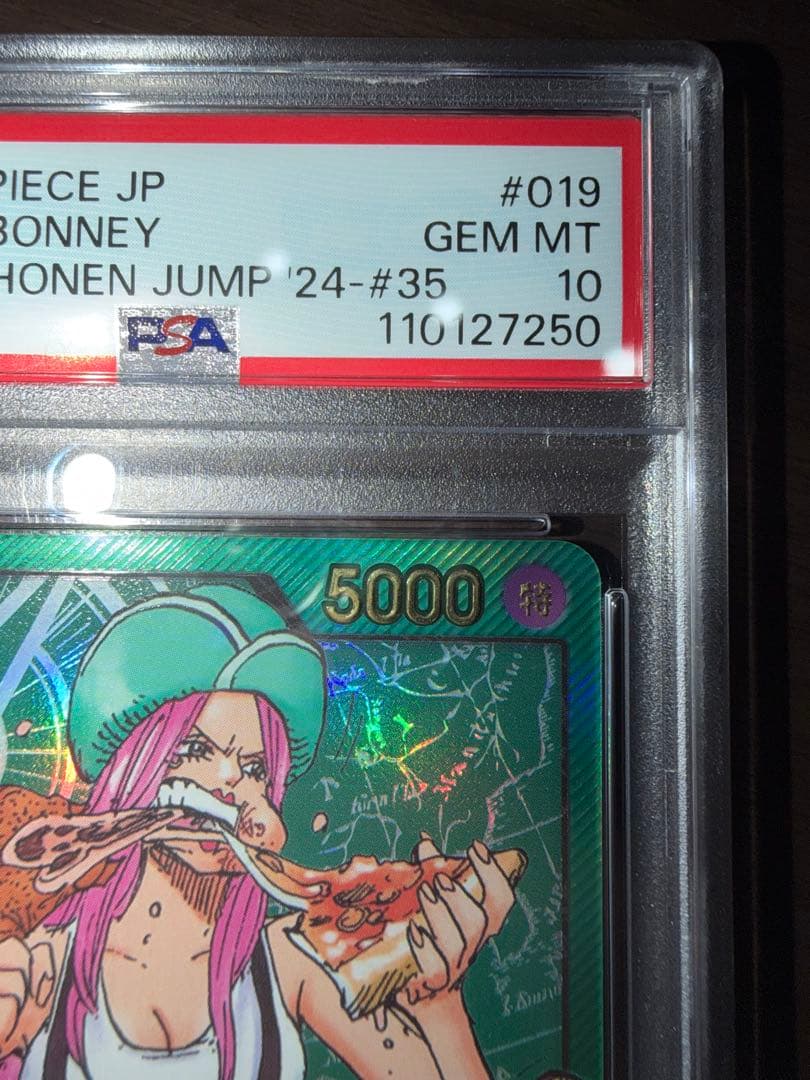 PIECE JP #019
BONNEY GEM MT
HONEN JUMP '24-#35 10
PSA 110127250
5000 特